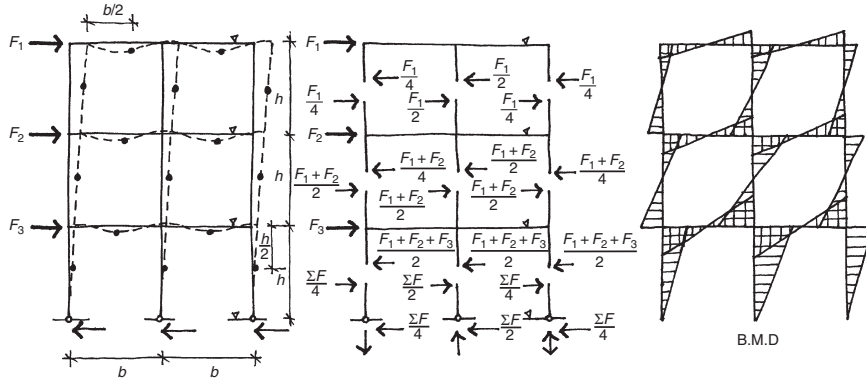 b/2
F1
F2
F3
h
h
h/2
h
b
b
F1
F1/4
F1/2
F1/4
F1/4
F1/2
F1/4
F2
F1 + F2/2
F1 + F2/4
F1 + F2/2
F1 + F2/4
F1 + F2/2
F1 + F2/2
F3
F1 + F2 + F3/2
F1 + F2 + F3/2
F1 + F2 + F3/2
ΣF/4
ΣF/2
ΣF/4
ΣF/4
ΣF/2
ΣF/4
B.M.D